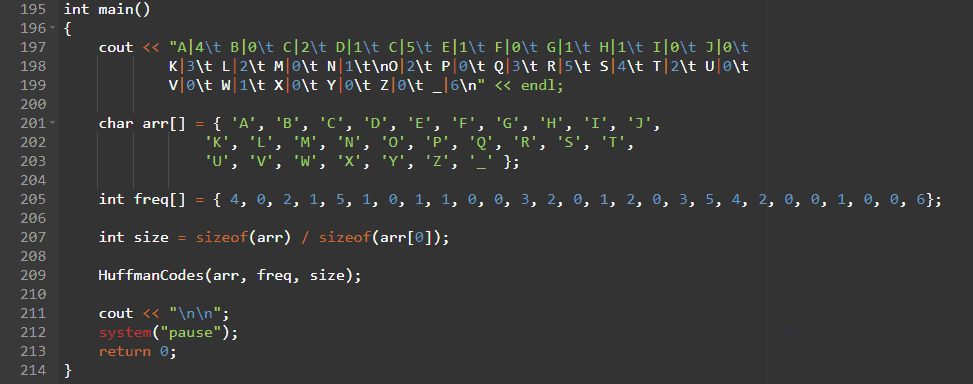 195 int main()
196 {
197 cout << "A|4\t B|0\t C|2\t D|1\t C|5\t E|1\t F|0\t G|1\t H|1\t I|0\t J|0\t
198 K|3\t L|2\t M|0\t N|1\t\nO|2\t P|0\t Q|3\t R|5\t S|4\t T|2\t U|0\t
199 V|0\t W|1\t X|0\t Y|0\t Z|0\t _|6\n" << endl;
200
201 char arr[] = { 'A', 'B', 'C', 'D', 'E', 'F', 'G', 'H', 'I', 'J',
202 'K', 'L', 'M', 'N', 'O', 'P', 'Q', 'R', 'S', 'T',
203 'U', 'V', 'W', 'X', 'Y', 'Z', '_' };
204
205 int freq[] = { 4, 0, 2, 1, 5, 1, 0, 1, 1, 0, 0, 3, 2, 0, 1, 2, 0, 3, 5, 4, 2, 0, 0, 1, 0, 0, 6};
206
207 int size = sizeof(arr) / sizeof(arr[0]);
208
209 HuffmanCodes(arr, freq, size);
210
211 cout << "\n\n";
212 system("pause");
213 return 0;
214 }